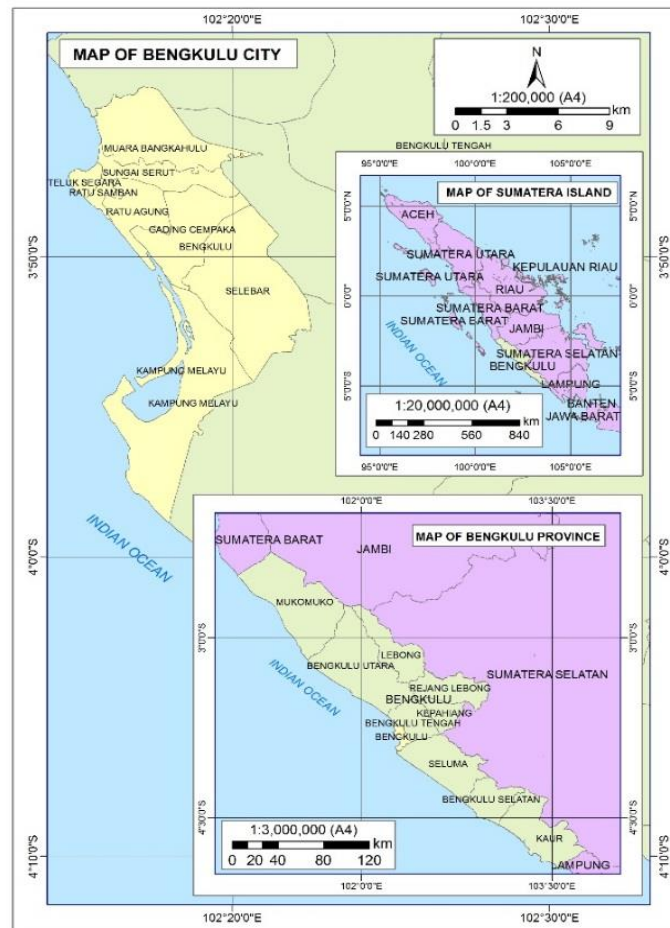 102°20'0"E
102°30'0"E
MAP OF BENGKULU CITY
N
1:200,000 (A4)
km
0 1.5 3 6 9
MUARA BANGKAHULU
SUNGAI SERUT
TELUK SEGARA
RATU SAMBAN
RATU AGUNG
GADING CEMPAKA
BENGKULU
SELEBAR
KAMPUNG MELAYU
KAMPUNG MELAYU
BENGKULU TENGAH
INDIAN OCEAN
3°50'0"S
3°50'0"S
4°0'0"S
4°0'0"S
4°10'0"S
4°10'0"S
95°0'0"E
100°0'0"E
105°0'0"E
MAP OF SUMATERA ISLAND
5°0'0"N
5°0'0"N
ACEH
SUMATERA UTARA
SUMATERA UTARA
KEPULAUAN RIAU
RIAU
0°0'0"
0°0'0"
SUMATERA BARAT
SUMATERA BARAT
JAMBI
INDIAN OCEAN
SUMATERA SELATAN
BENGKULU
LAMPUNG
5°0'0"S
5°0'0"S
BANTEN
JAWA BARAT
1:20,000,000 (A4)
km
0 140 280 560 840
95°0'0"E
100°0'0"E
105°0'0"E
102°0'0"E
103°30'0"E
MAP OF BENGKULU PROVINCE
SUMATERA BARAT
JAMBI
MUKOMUKO
3°0'0"S
3°0'0"S
LEBONG
BENGKULU UTARA
SUMATERA SELATAN
INDIAN OCEAN
REJANG LEBONG
BENGKULU
KEPAHIANG
BENGKULU TENGAH
BENGKULU
SELUMA
BENGKULU SELATAN
4°30'0"S
4°30'0"S
KAUR
LAMPUNG
1:3,000,000 (A4)
km
0 20 40 80 120
102°0'0"E
103°30'0"E
102°20'0"E
102°30'0"E